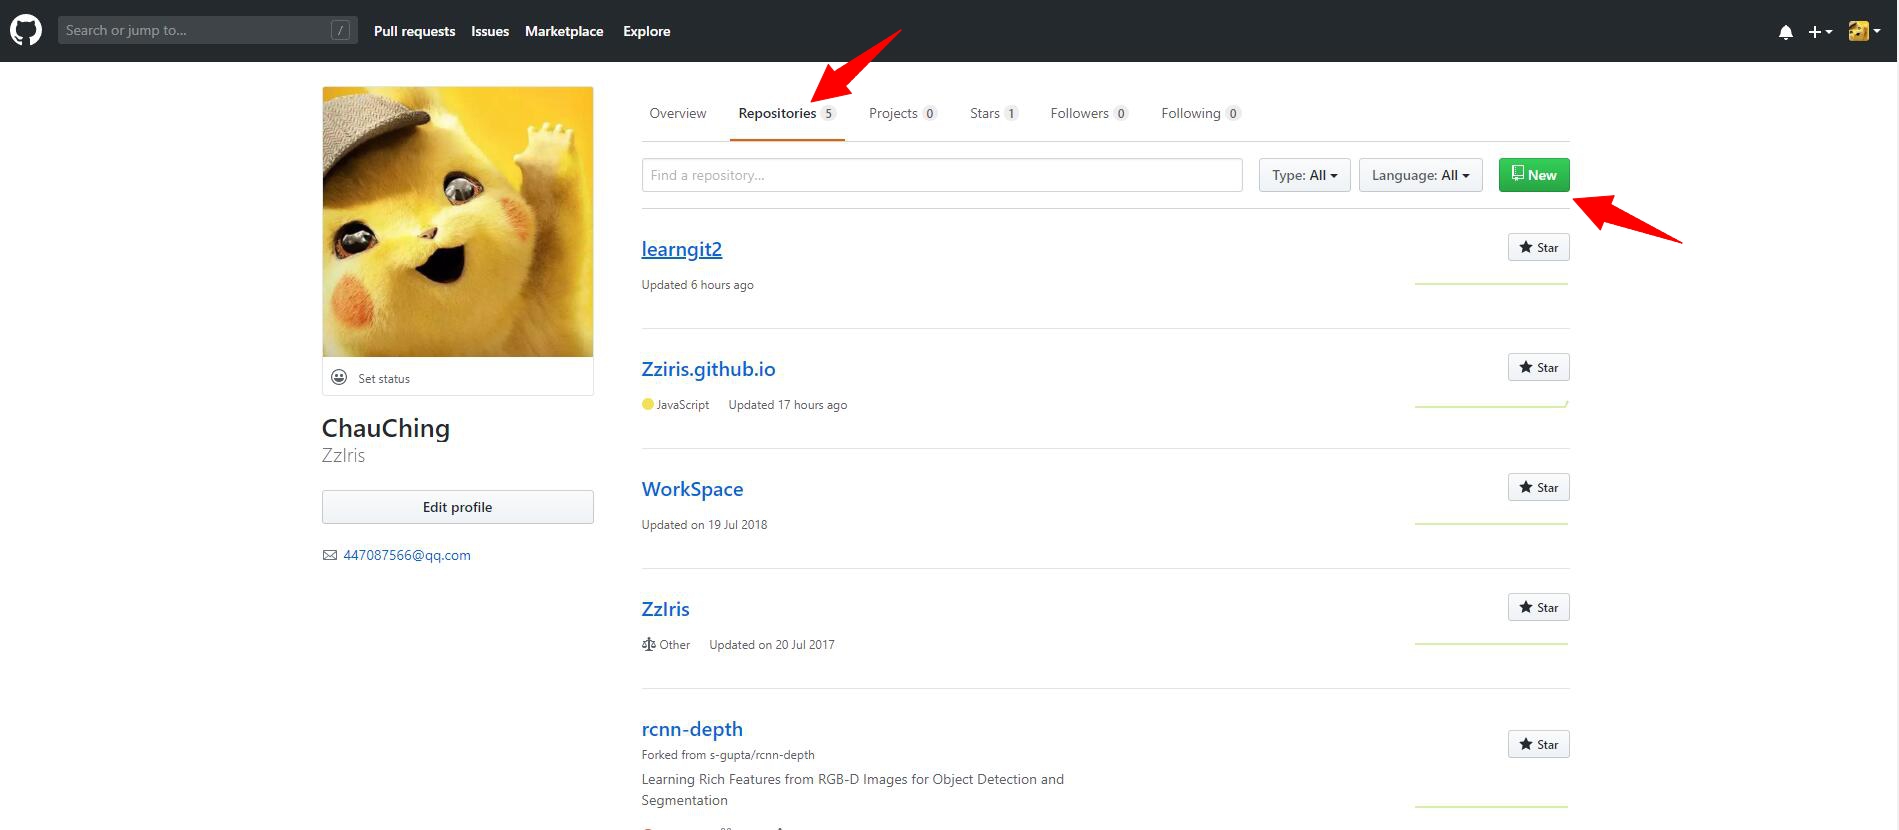 Search or jump to... /
Pull requests Issues Marketplace Explore
Overview Repositories 5 Projects 0 Stars 1 Followers 0 Following 0
Find a repository... Type: All Language: All New
learngit2
Star
Updated 6 hours ago
Zziris.github.io
Star
JavaScript Updated 17 hours ago
WorkSpace
Star
Updated on 19 Jul 2018
ZzIris
Star
Other Updated on 20 Jul 2017
rcnn-depth
Star
Forked from s-gupta/rcnn-depth
Learning Rich Features from RGB-D Images for Object Detection and
Segmentation
Set status
ChauChing
ZzIris
Edit profile
447087566@qq.com